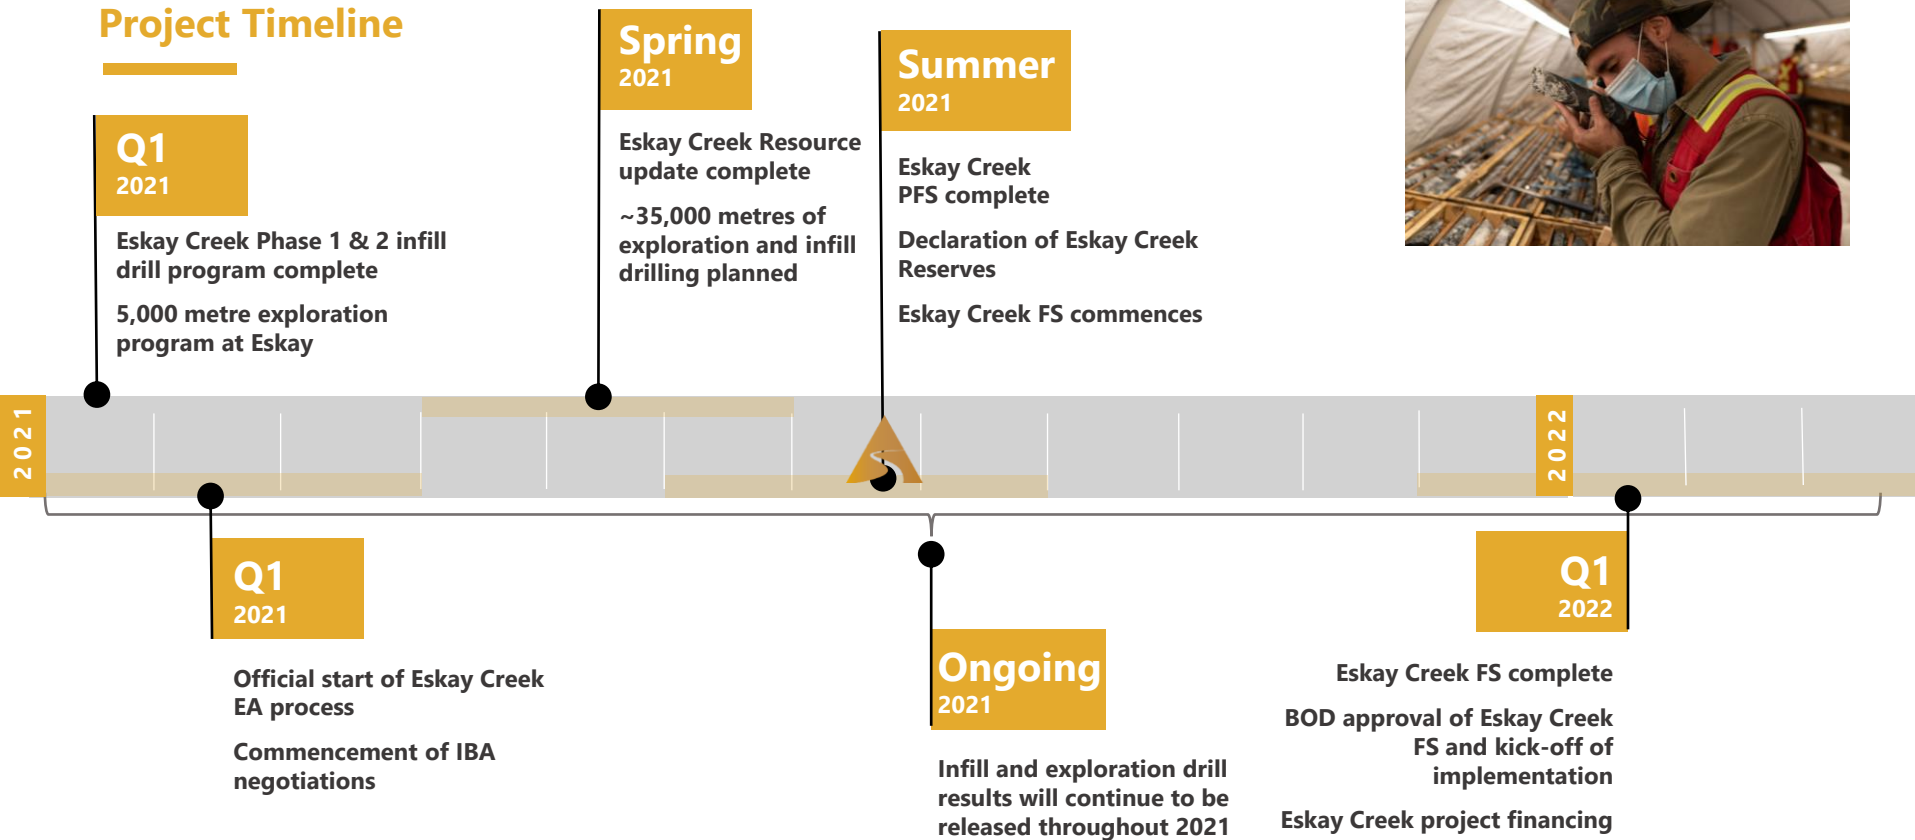 Project Timeline
Q1
2021
Eskay Creek Phase 1 & 2 infill
drill program complete
5,000 metre exploration
program at Eskay
Spring
2021
Eskay Creek Resource
update complete
~35,000 metres of
exploration and infill
drilling planned
Summer
2021
Eskay Creek
PFS complete
Declaration of Eskay Creek
Reserves
Eskay Creek FS commences
2021
2022
Q1
2021
Official start of Eskay Creek
EA process
Commencement of IBA
negotiations
Ongoing
2021
Infill and exploration drill
results will continue to be
released throughout 2021
Q1
2022
Eskay Creek FS complete
BOD approval of Eskay Creek
FS and kick-off of
implementation
Eskay Creek project financing